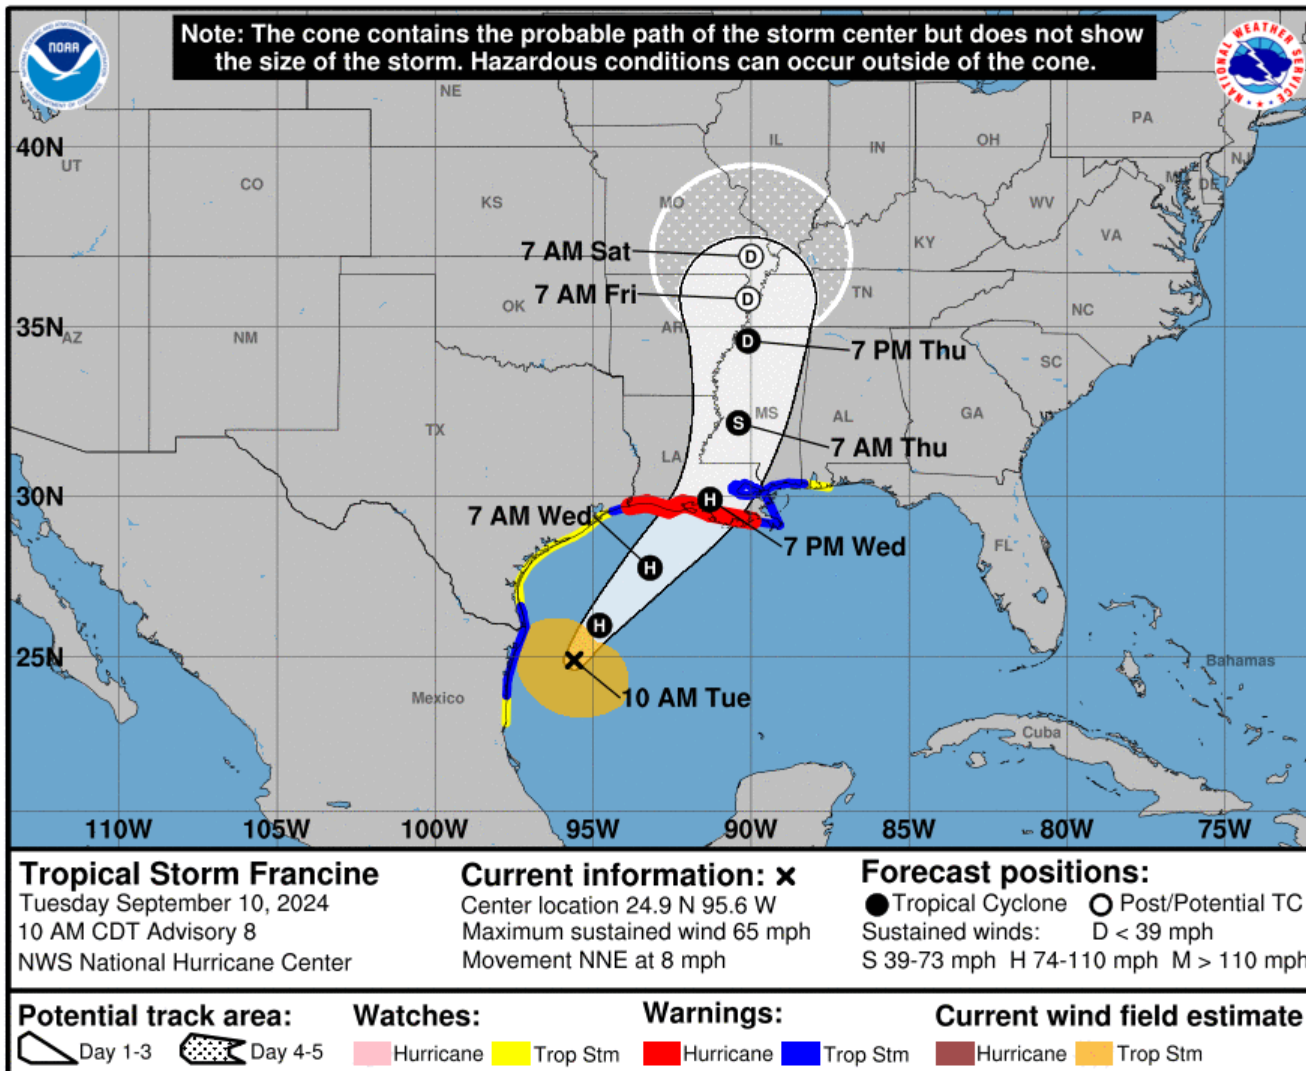 Note: The cone contains the probable path of the storm center but does not show
the size of the storm. Hazardous conditions can occur outside of the cone.
NOAA
NATIONAL WEATHER SERVICE
NE
PA
40N
UT
CO
IL
IN
OH
NJ
DE
KS
MO
WV
VA
KY
7 AM Sat
D
7 AM Fri
D
TN
OK
NC
35N
AZ
NM
AR
D
7 PM Thu
SC
TX
S
MS
AL
GA
7 AM Thu
LA
30N
H
7 AM Wed
7 PM Wed
FL
H
H
25N
Bahamas
Mexico
10 AM Tue
Cuba
110W 105W 100W 95W 90W 85W 80W 75W
Tropical Storm Francine
Tuesday September 10, 2024
10 AM CDT Advisory 8
NWS National Hurricane Center
Current information: ×
Center location 24.9 N 95.6 W
Maximum sustained wind 65 mph
Movement NNE at 8 mph
Forecast positions:
Tropical Cyclone Post/Potential TC
Sustained winds: D < 39 mph
S 39-73 mph H 74-110 mph M > 110 mph
Potential track area:
Day 1-3 Day 4-5
Watches:
Hurricane Trop Stm
Warnings:
Hurricane Trop Stm
Current wind field estimate
Hurricane Trop Stm